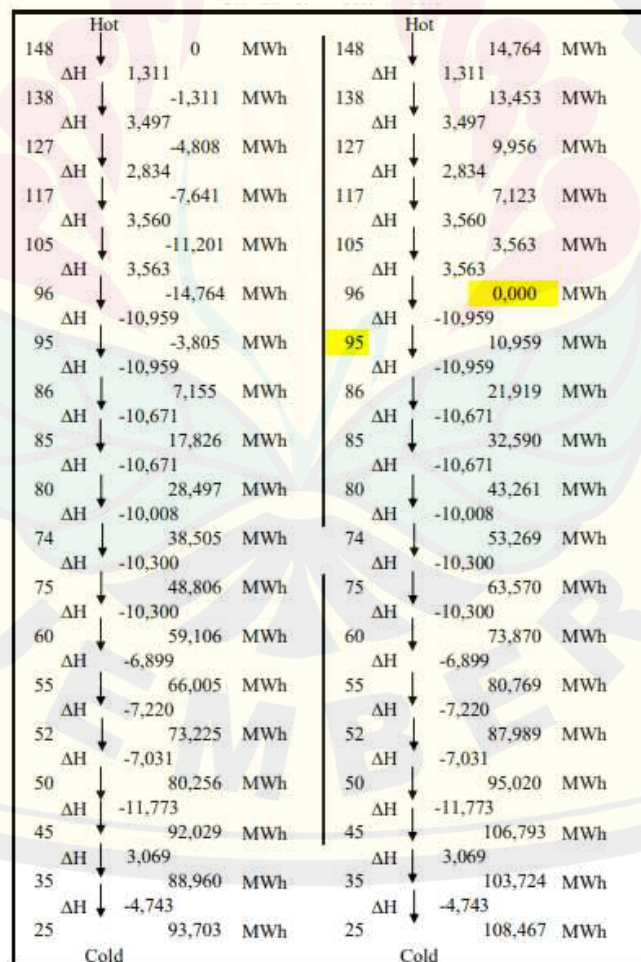 Hot Hot
148 0 MWh 148 14,764 MWh
ΔH 1,311 ΔH 1,311
138 -1,311 MWh 138 13,453 MWh
ΔH 3,497 ΔH 3,497
127 -4,808 MWh 127 9,956 MWh
ΔH 2,834 ΔH 2,834
117 -7,641 MWh 117 7,123 MWh
ΔH 3,560 ΔH 3,560
105 -11,201 MWh 105 3,563 MWh
ΔH 3,563 ΔH 3,563
96 -14,764 MWh 96 0,000 MWh
ΔH -10,959 ΔH -10,959
95 -3,805 MWh 95 10,959 MWh
ΔH -10,959 ΔH -10,959
86 7,155 MWh 86 21,919 MWh
ΔH -10,671 ΔH -10,671
85 17,826 MWh 85 32,590 MWh
ΔH -10,671 ΔH -10,671
80 28,497 MWh 80 43,261 MWh
ΔH -10,008 ΔH -10,008
74 38,505 MWh 74 53,269 MWh
ΔH -10,300 ΔH -10,300
75 48,806 MWh 75 63,570 MWh
ΔH -10,300 ΔH -10,300
60 59,106 MWh 60 73,870 MWh
ΔH -6,899 ΔH -6,899
55 66,005 MWh 55 80,769 MWh
ΔH -7,220 ΔH -7,220
52 73,225 MWh 52 87,989 MWh
ΔH -7,031 ΔH -7,031
50 80,256 MWh 50 95,020 MWh
ΔH -11,773 ΔH -11,773
45 92,029 MWh 45 106,793 MWh
ΔH 3,069 ΔH 3,069
35 88,960 MWh 35 103,724 MWh
ΔH -4,743 ΔH -4,743
25 93,703 MWh 25 108,467 MWh
Cold Cold
EMBER